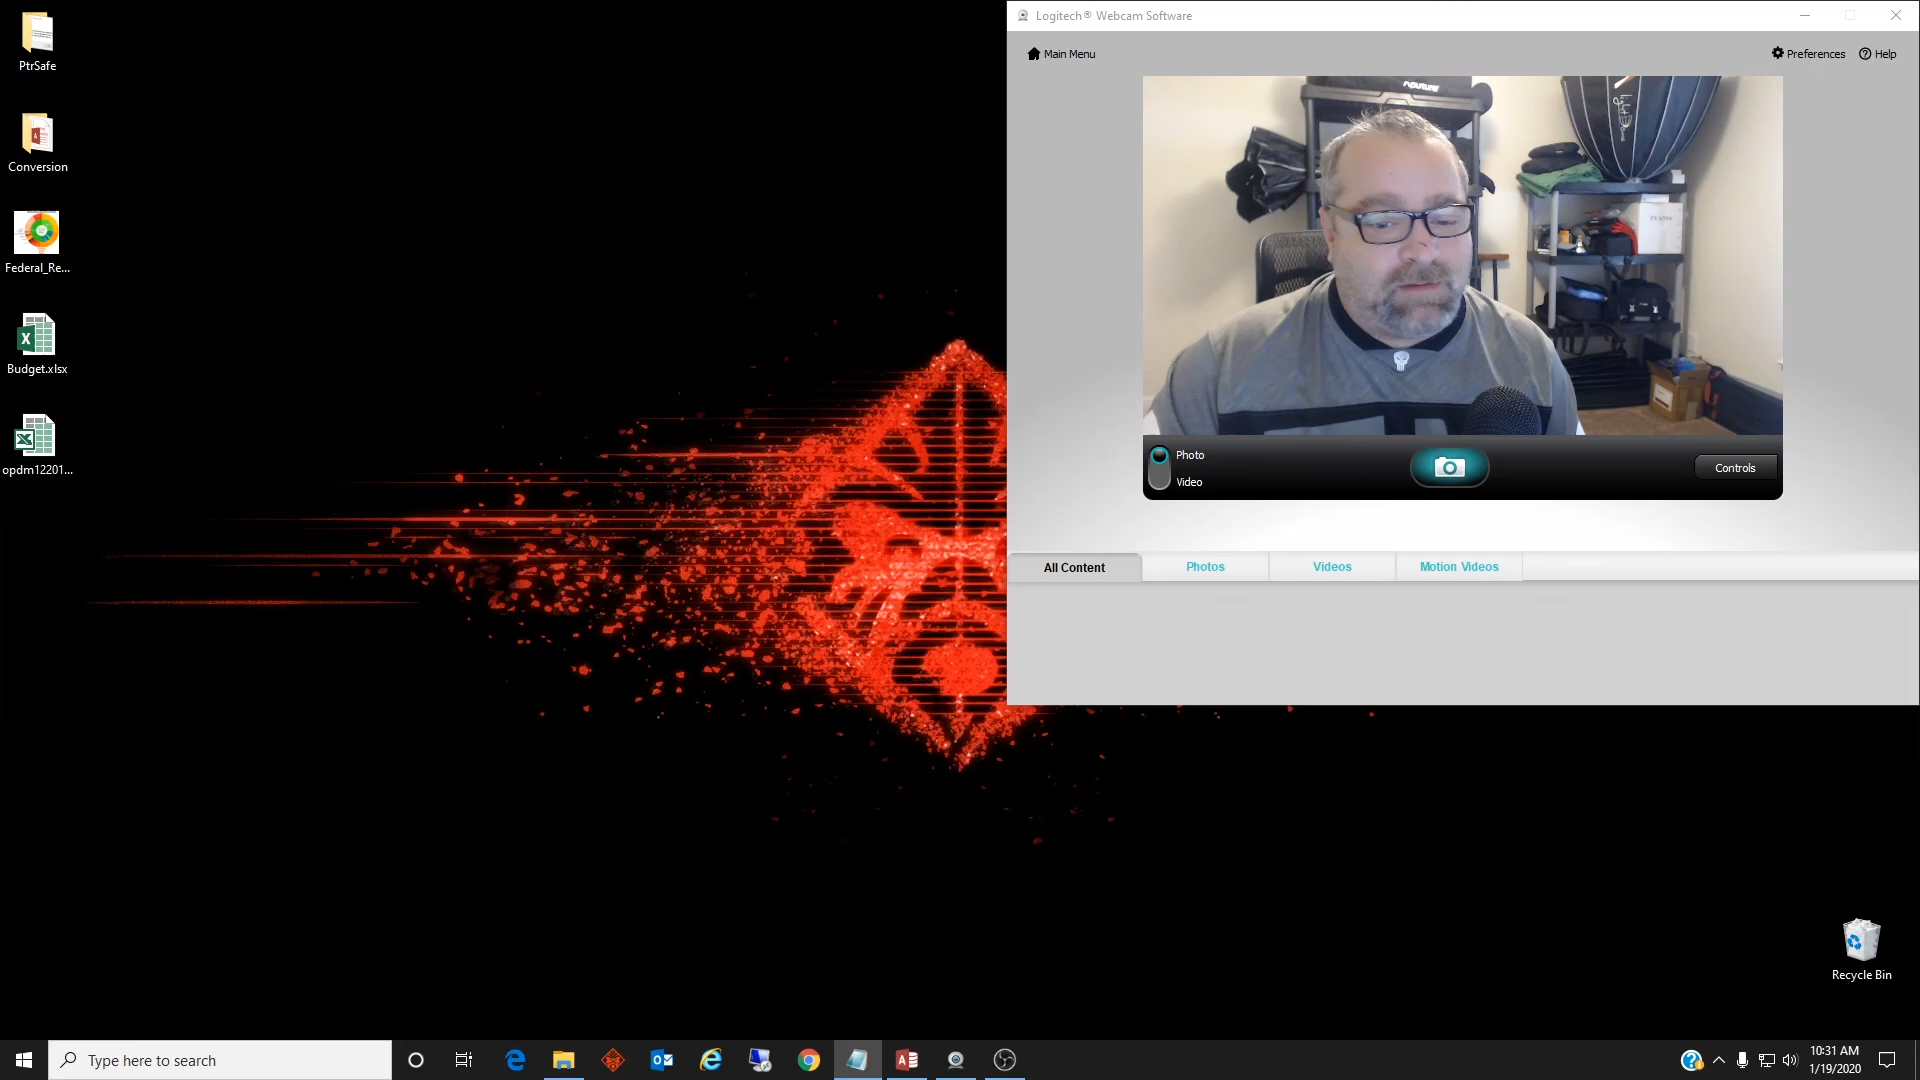 PtrSafe
Conversion
Federal_Re...
Budget.xlsx
opdm12201...
Logitech® Webcam Software
Main Menu
Preferences
Help
Aputure
Photo
Video
Controls
All Content
Photos
Videos
Motion Videos
Recycle Bin
Type here to search
10:31 AM
1/19/2020